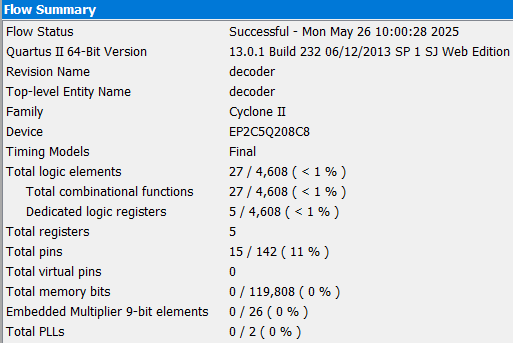 Flow Summary
Flow Status Successful - Mon May 26 10:00:28 2025
Quartus II 64-Bit Version 13.0.1 Build 232 06/12/2013 SP 1 SJ Web Edition
Revision Name decoder
Top-level Entity Name decoder
Family Cyclone II
Device EP2C5Q208C8
Timing Models Final
Total logic elements 27 / 4,608 ( < 1 % )
Total combinational functions 27 / 4,608 ( < 1 % )
Dedicated logic registers 5 / 4,608 ( < 1 % )
Total registers 5
Total pins 15 / 142 ( 11 % )
Total virtual pins 0
Total memory bits 0 / 119,808 ( 0 % )
Embedded Multiplier 9-bit elements 0 / 26 ( 0 % )
Total PLLs 0 / 2 ( 0 % )